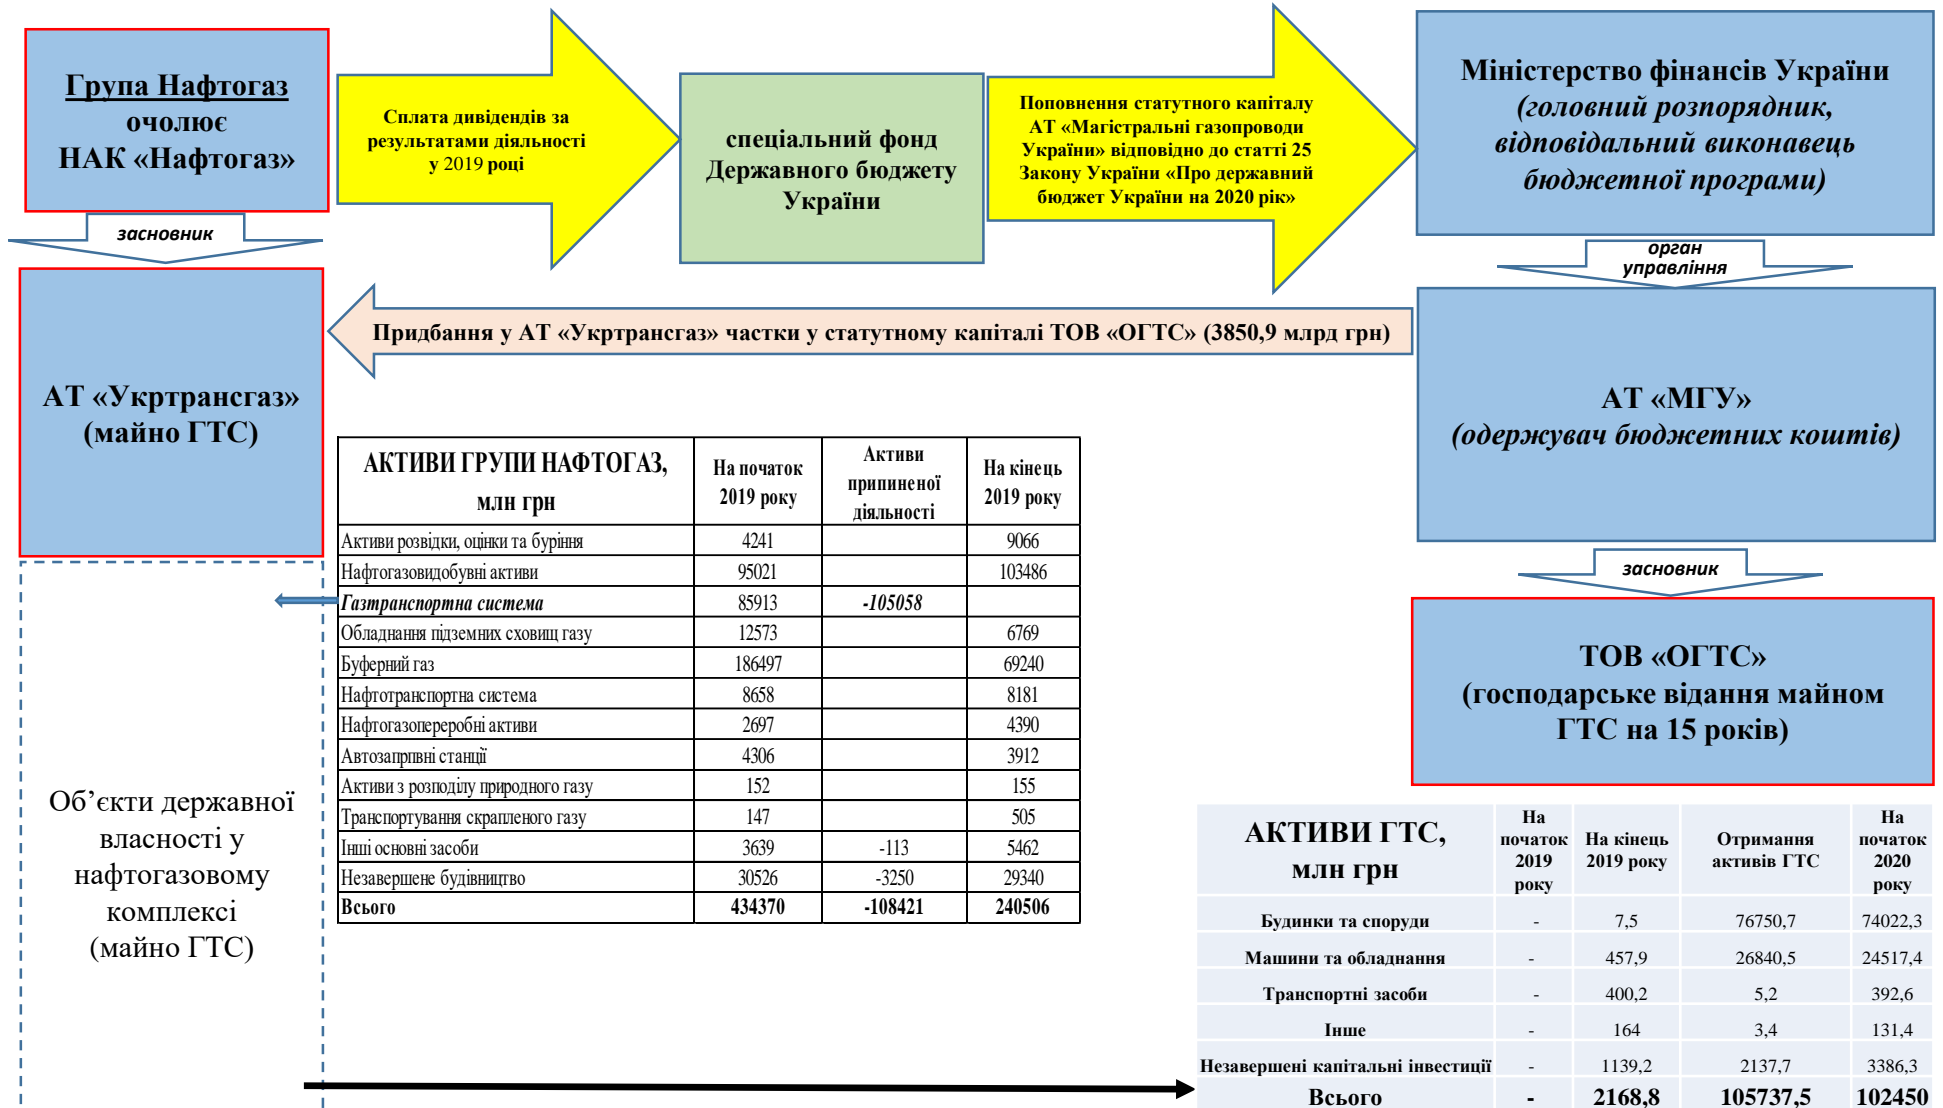 Група Нафтогаз
очолює
НАК «Нафтогаз»
Сплата дивідендів за
результатами діяльності
у 2019 році
спеціальний фонд
Державного бюджету
України
Поповнення статутного капіталу
АТ «Магістральні газопроводи
України» відповідно до статті 25
Закону України «Про державний
бюджет України на 2020 рік»
Міністерство фінансів України
(головний розпорядник,
відповідальний виконавець
бюджетної програми)
засновник
орган
управління
Придбання у АТ «Укртрансгаз» частки у статутному капіталі ТОВ «ОГТС» (3850,9 млрд грн)
АТ «Укртрансгаз»
(майно ГТС)
АТ «МГУ»
(одержувач бюджетних коштів)
засновник
ТОВ «ОГТС»
(господарське відання майном
ГТС на 15 років)
Об’єкти державної
власності у
нафтогазовому
комплексі
(майно ГТС)
АКТИВИ ГРУПИ НАФТОГАЗ, млн грн На початок 2019 року Активи припиненої діяльності На кінець 2019 року
Активи розвідки, оцінки та буріння 4241 9066
Нафтогазовидобувні активи 95021 103486
Газтранспортна система 85913 -105058
Обладнання підземних сховищ газу 12573 6769
Буферний газ 186497 69240
Нафтотранспортна система 8658 8181
Нафтогазопереробні активи 2697 4390
Автозапрпвні станції 4306 3912
Активи з розподілу природного газу 152 155
Транспортування скрапленого газу 147 505
Інші основні засоби 3639 -113 5462
Незавершене будівництво 30526 -3250 29340
Всього 434370 -108421 240506
АКТИВИ ГТС, млн грн На початок 2019 року На кінець 2019 року Отримання активів ГТС На початок 2020 року
Будинки та споруди - 7,5 76750,7 74022,3
Машини та обладнання - 457,9 26840,5 24517,4
Транспортні засоби - 400,2 5,2 392,6
Інше - 164 3,4 131,4
Незавершені капітальні інвестиції - 1139,2 2137,7 3386,3
Всього - 2168,8 105737,5 102450